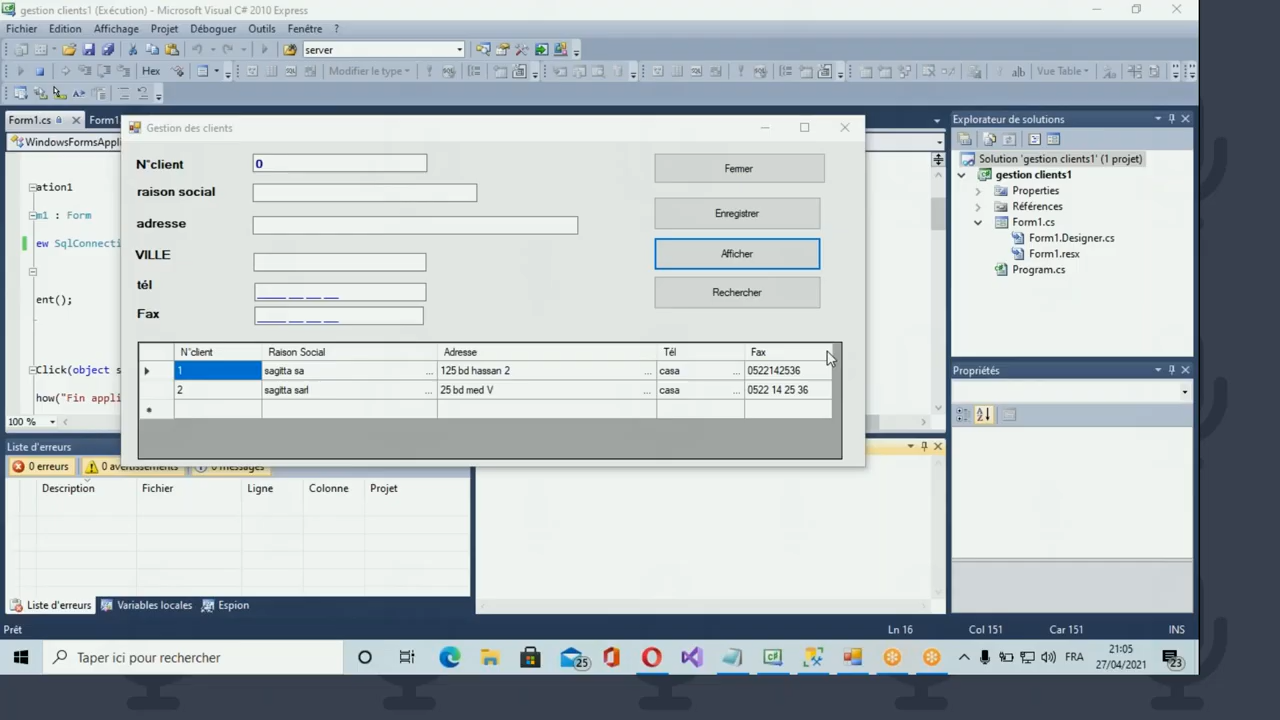 gestion clients1 (Exécution) - Microsoft Visual C# 2010 Express
Fichier Edition Affichage Projet Déboguer Outils Fenêtre ?
server
Hex Modifier le type Vue Table
Form1.cs Form1
WindowsFormsAppli
ation1
m1 : Form
ew SqlConnecti
ent();
Click(object s
how("Fin appli
100 %
Gestion des clients
N°client 0
raison social
adresse
VILLE
tél
Fax
Fermer
Enregistrer
Afficher
Rechercher
N°client Raison Social Adresse Tél Fax
1 sagitta sa ... 125 bd hassan 2 ... casa ... 0522142536
2 sagitta sarl ... 25 bd med V ... casa ... 0522 14 25 36
Explorateur de solutions
Solution 'gestion clients1' (1 projet)
gestion clients1
Properties
Références
Form1.cs
Form1.Designer.cs
Form1.resx
Program.cs
Propriétés
Liste d'erreurs
0 erreurs 0 avertissements 0 messages
Description Fichier Ligne Colonne Projet
Liste d'erreurs Variables locales Espion
Prêt Ln 16 Col 151 Car 151 INS
Taper ici pour rechercher
25
FRA
21:05
27/04/2021
23